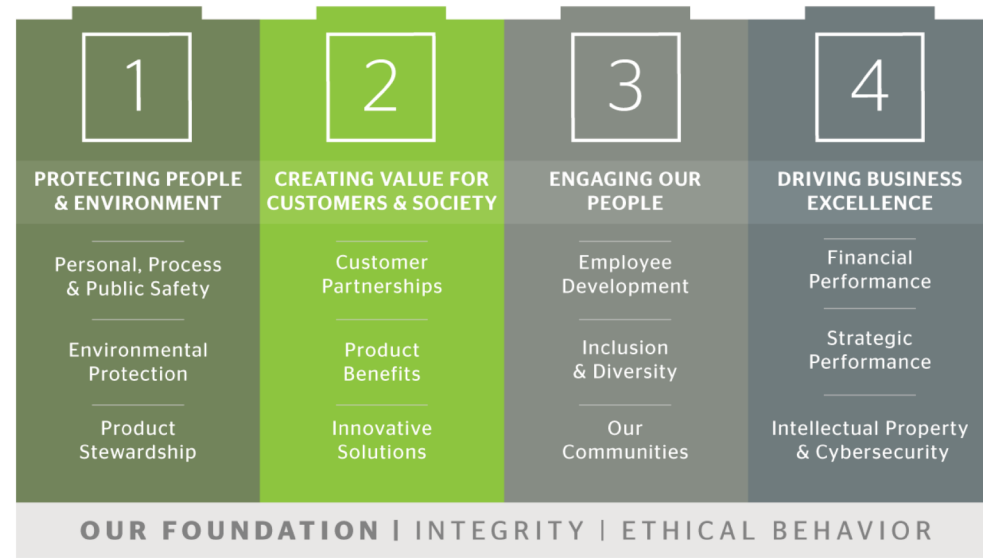 1
PROTECTING PEOPLE
& ENVIRONMENT
Personal, Process
& Public Safety
Environmental
Protection
Product
Stewardship
2
CREATING VALUE FOR
CUSTOMERS & SOCIETY
Customer
Partnerships
Product
Benefits
Innovative
Solutions
3
ENGAGING OUR
PEOPLE
Employee
Development
Inclusion
& Diversity
Our
Communities
4
DRIVING BUSINESS
EXCELLENCE
Financial
Performance
Strategic
Performance
Intellectual Property
& Cybersecurity
OUR FOUNDATION | INTEGRITY | ETHICAL BEHAVIOR